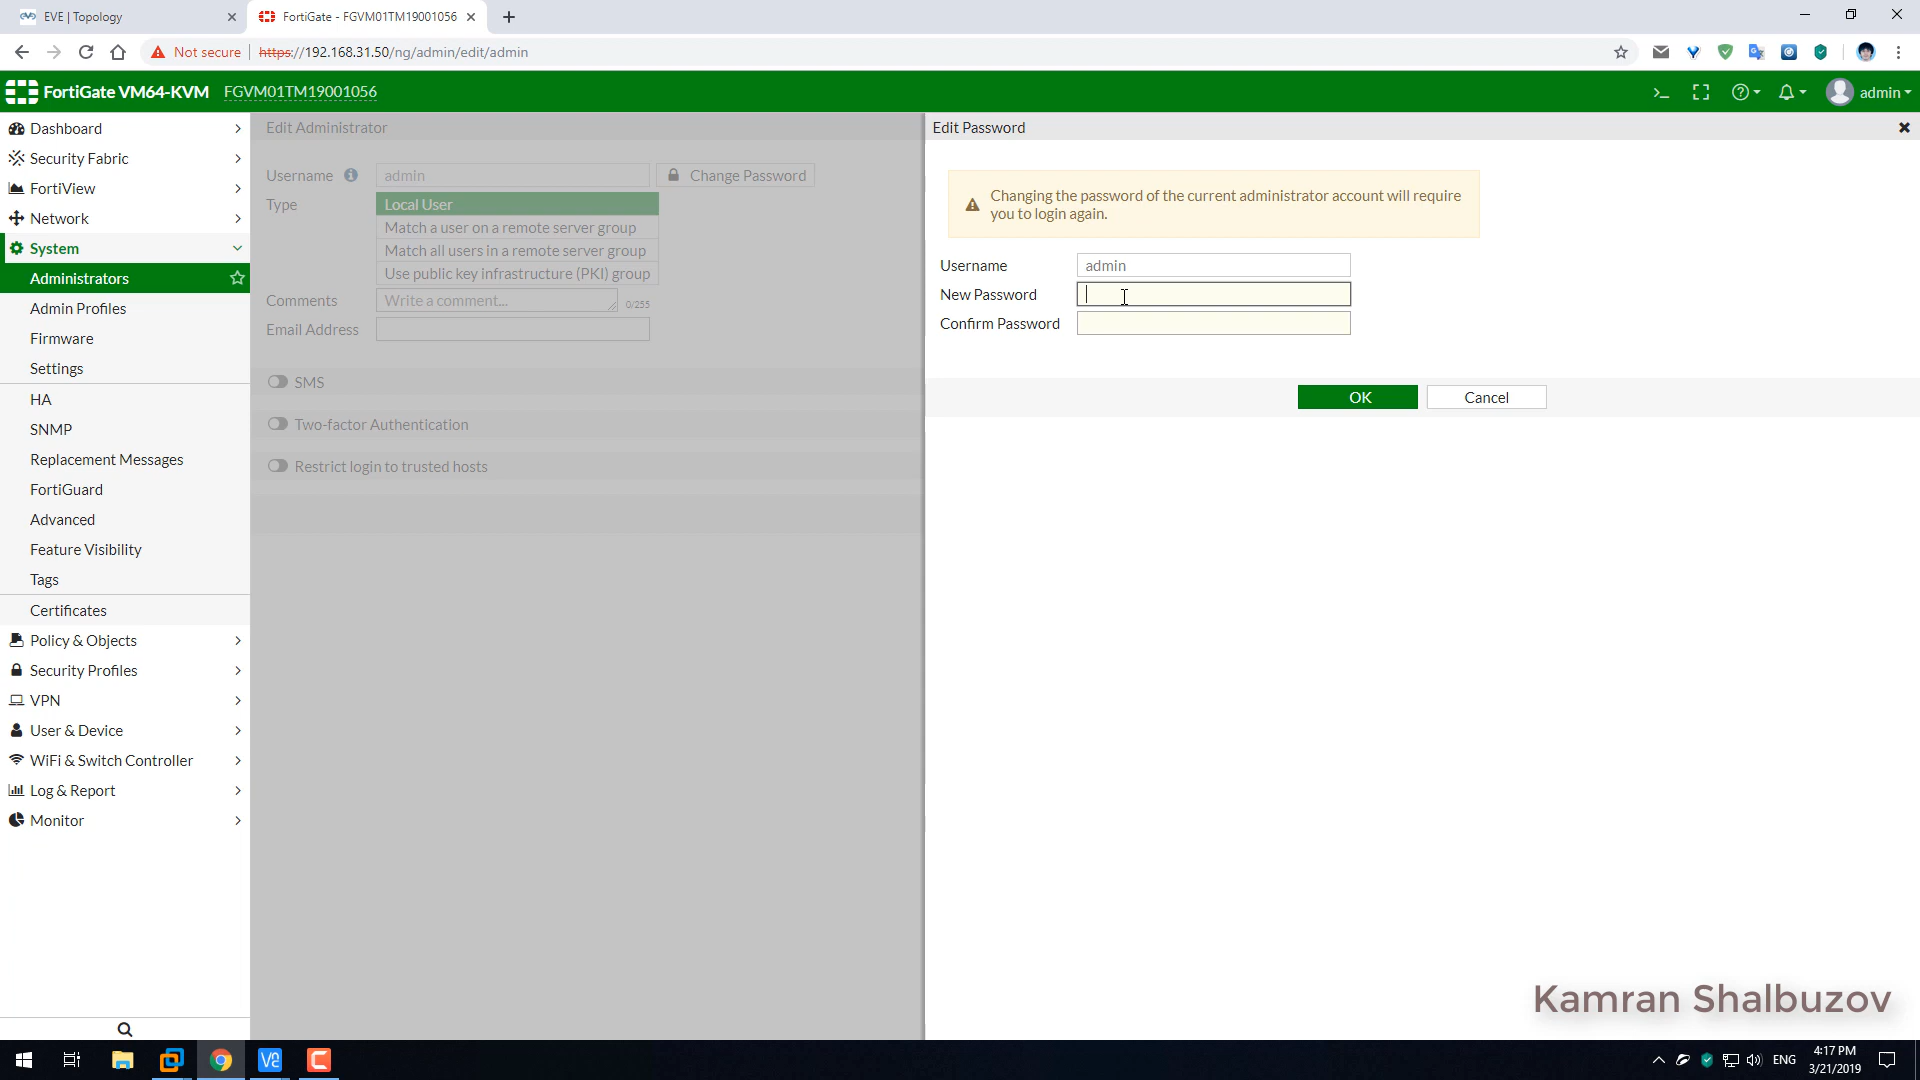 EVE | Topology
FortiGate - FGVM01TM19001056
Not secure
https://192.168.31.50/ng/admin/edit/admin
FortiGate VM64-KVM FGVM01TM19001056
admin
Dashboard
Security Fabric
FortiView
Network
System
Administrators
Admin Profiles
Firmware
Settings
HA
SNMP
Replacement Messages
FortiGuard
Advanced
Feature Visibility
Tags
Certificates
Policy & Objects
Security Profiles
VPN
User & Device
WiFi & Switch Controller
Log & Report
Monitor
Edit Administrator
Username admin Change Password
Type Local User
Match a user on a remote server group
Match all users in a remote server group
Use public key infrastructure (PKI) group
Comments Write a comment... 0/255
Email Address
SMS
Two-factor Authentication
Restrict login to trusted hosts
Edit Password
Changing the password of the current administrator account will require
you to login again.
Username admin
New Password
Confirm Password
OK Cancel
Kamran Shalbuzov
ENG
4:17 PM
3/21/2019